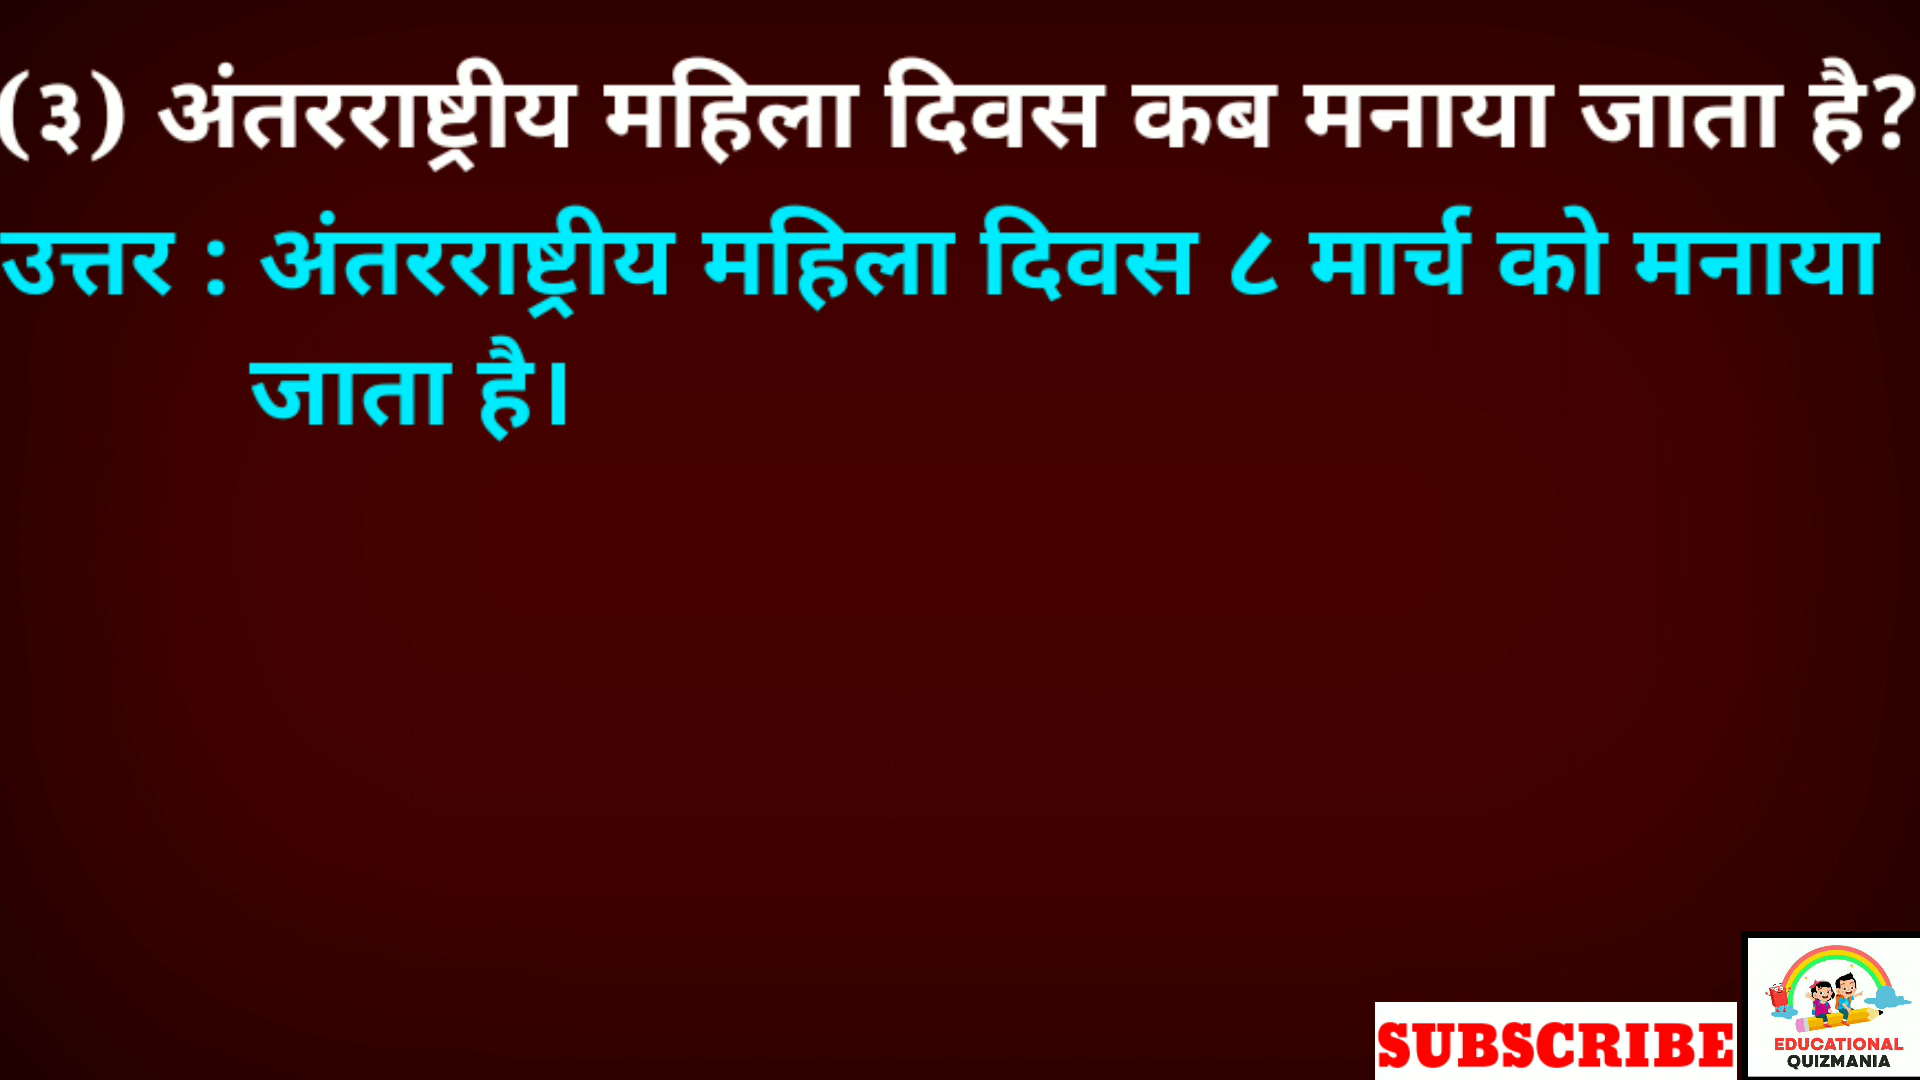 (३) अंतरराष्ट्रीय महिला दिवस कब मनाया जाता है?
उत्तर : अंतरराष्ट्रीय महिला दिवस ८ मार्च को मनाया
जाता है।
SUBSCRIBE
EDUCATIONAL
QUIZMANIA